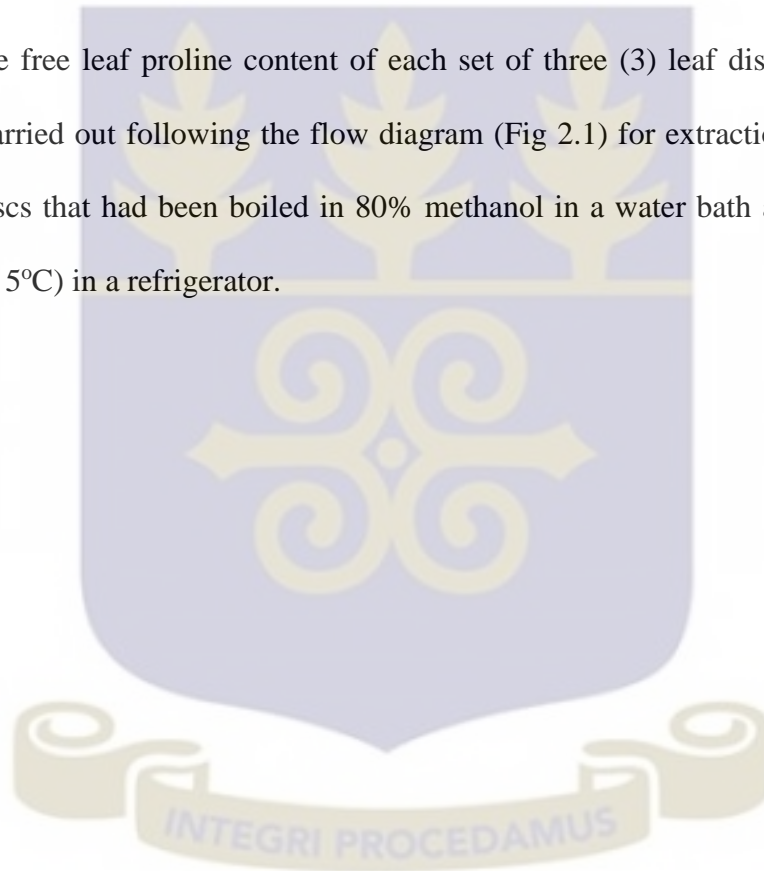 e free leaf proline content of each set of three (3) leaf dis
arried out following the flow diagram (Fig 2.1) for extractio
scs that had been boiled in 80% methanol in a water bath
5ºC) in a refrigerator.
INTEGRI PROCEDAMUS